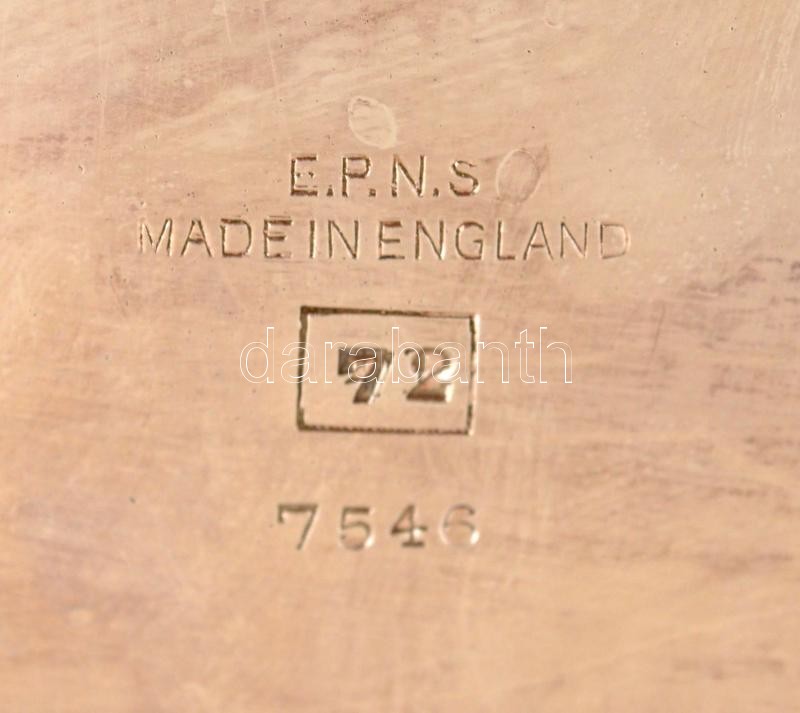 E.P.N.S
MADE IN ENGLAND
72
darabanth
7546